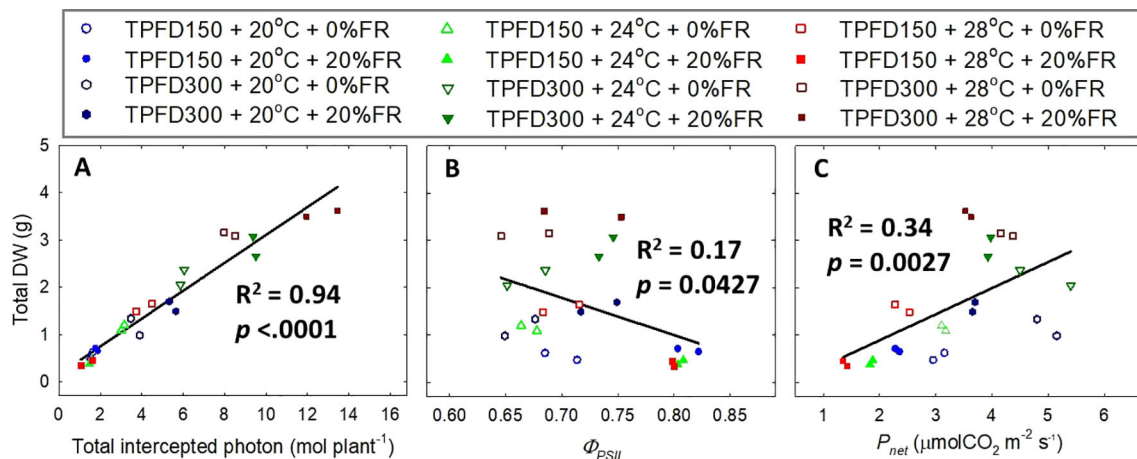 TPFD150 + 20°C + 0%FR
TPFD150 + 20°C + 20%FR
TPFD300 + 20°C + 0%FR
TPFD300 + 20°C + 20%FR
TPFD150 + 24°C + 0%FR
TPFD150 + 24°C + 20%FR
TPFD300 + 24°C + 0%FR
TPFD300 + 24°C + 20%FR
TPFD150 + 28°C + 0%FR
TPFD150 + 28°C + 20%FR
TPFD300 + 28°C + 0%FR
TPFD300 + 28°C + 20%FR
Total DW (g)
5
4
3
2
1
0
A
R² = 0.94
p <.0001
0 2 4 6 8 10 12 14 16
Total intercepted photon (mol plant⁻¹)
B
R² = 0.17
p = 0.0427
0.60 0.65 0.70 0.75 0.80 0.85
Φ_PSII
C
R² = 0.34
p = 0.0027
1 2 3 4 5 6
P_net (μmolCO₂ m⁻² s⁻¹)